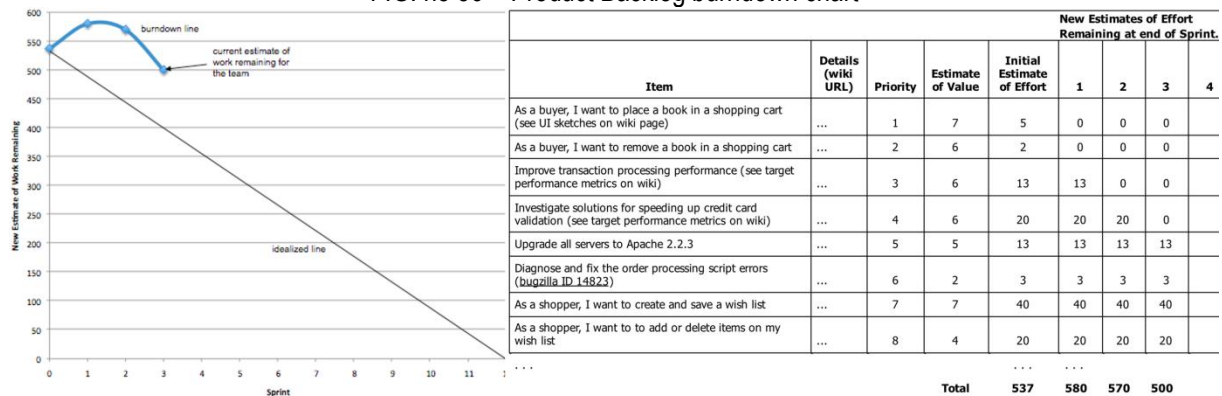 Product Backlog burndown chart
New Estimate of Work Remaining
600
550
500
450
400
350
300
250
200
150
100
50
0
burndown line
current estimate of
work remaining for
the team
idealized line
0 1 2 3 4 5 6 7 8 9 10 11
Sprint
New Estimates of Effort
Remaining at end of Sprint.
Item Details (wiki URL) Priority Estimate of Value Initial Estimate of Effort 1 2 3 4
As a buyer, I want to place a book in a shopping cart
(see UI sketches on wiki page) ... 1 7 5 0 0 0
As a buyer, I want to remove a book in a shopping cart ... 2 6 2 0 0 0
Improve transaction processing performance (see target
performance metrics on wiki) ... 3 6 13 13 0 0
Investigate solutions for speeding up credit card
validation (see target performance metrics on wiki) ... 4 6 20 20 20 0
Upgrade all servers to Apache 2.2.3 ... 5 5 13 13 13 13
Diagnose and fix the order processing script errors
(bugzilla ID 14823) ... 6 2 3 3 3 3
As a shopper, I want to create and save a wish list ... 7 7 40 40 40 40
As a shopper, I want to to add or delete items on my
wish list ... 8 4 20 20 20 20
. . . . . . . . .
Total 537 580 570 500